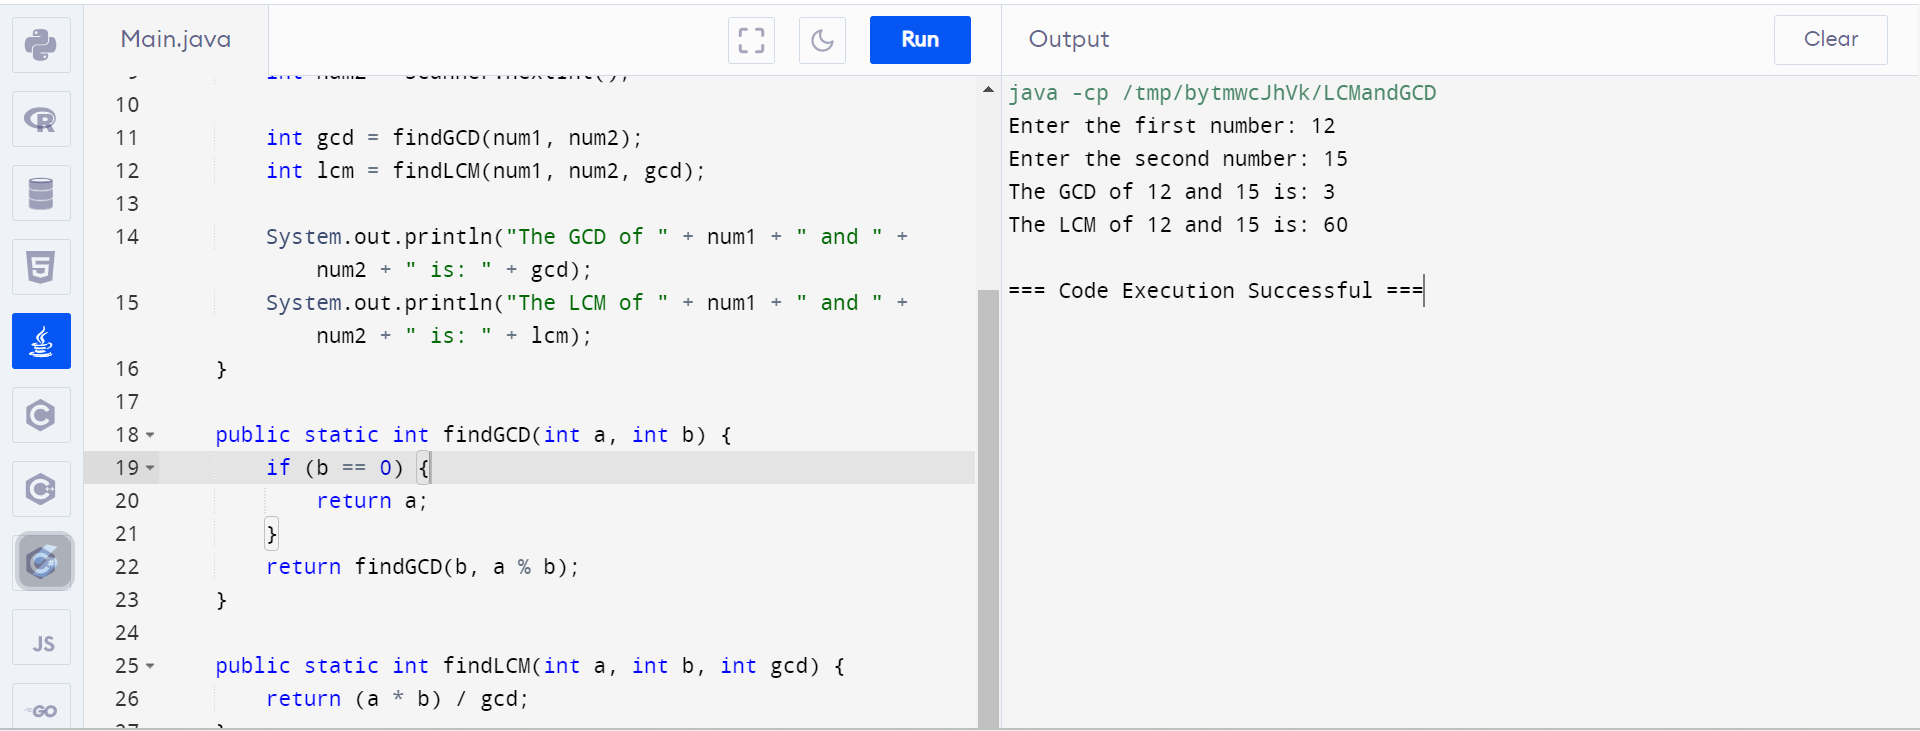 Main.java
Run
Output
Clear
10
11 int gcd = findGCD(num1, num2);
12 int lcm = findLCM(num1, num2, gcd);
13
14 System.out.println("The GCD of " + num1 + " and " +
num2 + " is: " + gcd);
15 System.out.println("The LCM of " + num1 + " and " +
num2 + " is: " + lcm);
16 }
17
18 public static int findGCD(int a, int b) {
19 if (b == 0) {
20 return a;
21 }
22 return findGCD(b, a % b);
23 }
24
25 public static int findLCM(int a, int b, int gcd) {
26 return (a * b) / gcd;
java -cp /tmp/bytmwcJhVk/LCMandGCD
Enter the first number: 12
Enter the second number: 15
The GCD of 12 and 15 is: 3
The LCM of 12 and 15 is: 60
=== Code Execution Successful ===
R
5
C
C
C#
JS
GO